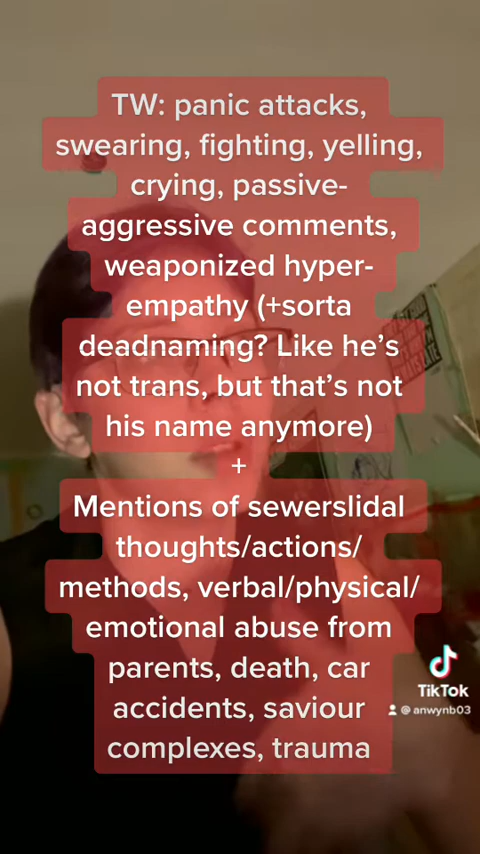 TW: panic attacks,
swearing, fighting, yelling,
crying, passive-
aggressive comments,
weaponized hyper-
empathy (+sorta
deadnaming? Like he’s
not trans, but that’s not
his name anymore)
+
Mentions of sewerslidal
thoughts/actions/
methods, verbal/physical/
emotional abuse from
parents, death, car
accidents, saviour
complexes, trauma
TikTok
@anwynb03